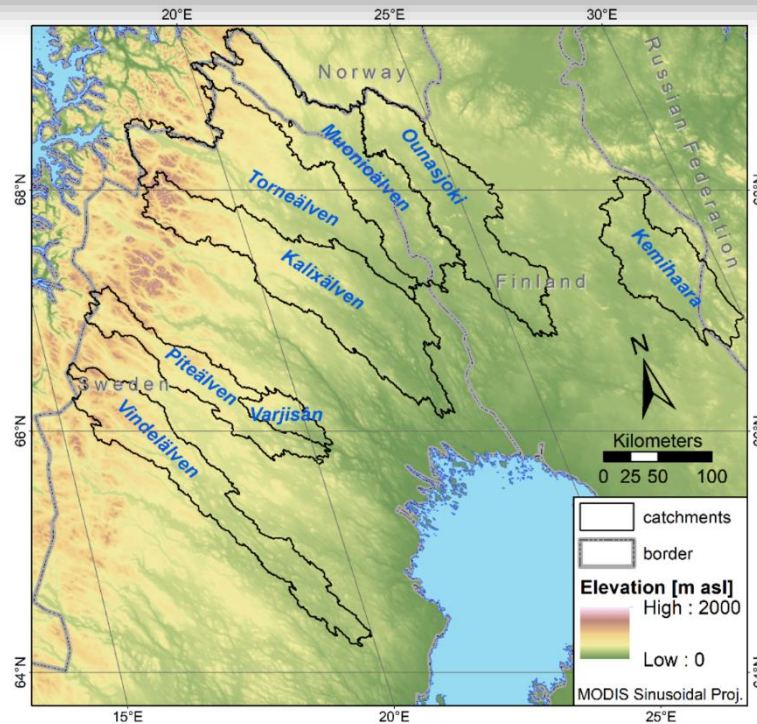 20°E
25°E
30°E
Norway
Russian Federation
Muonioälven
Ounasjoki
Torneälven
68°N
Kemihaara
Kalixälven
Finland
Piteälven
Sweden
Varjisån
Vindelälven
N
66°N
Kilometers
0 25 50 100
catchments
border
Elevation [m asl]
High : 2000
Low : 0
MODIS Sinusoidal Proj.
64°N
15°E
20°E
25°E